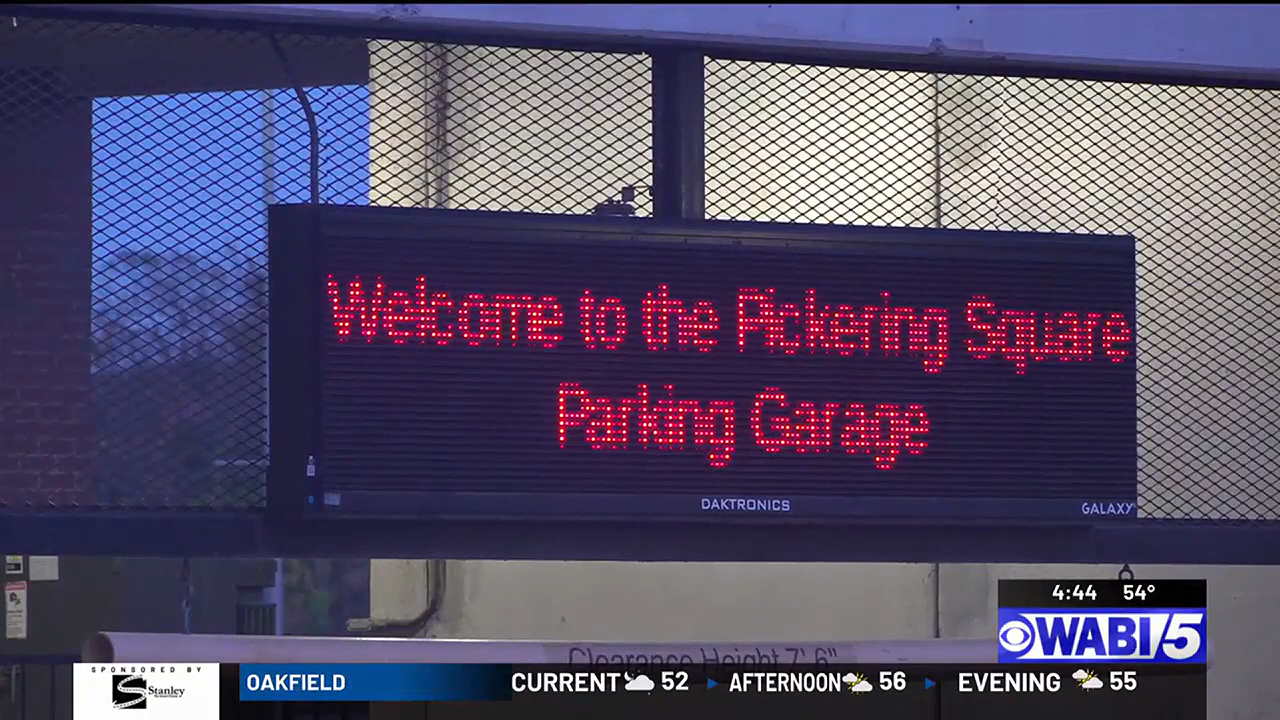 Welcome to the Pickering Square
Parking Garage
DAKTRONICS
GALAXY
Clearance Height 7' 6"
4:44 54°
WABI 5
SPONSORED BY
Stanley
OAKFIELD CURRENT 52 AFTERNOON 56 EVENING 55